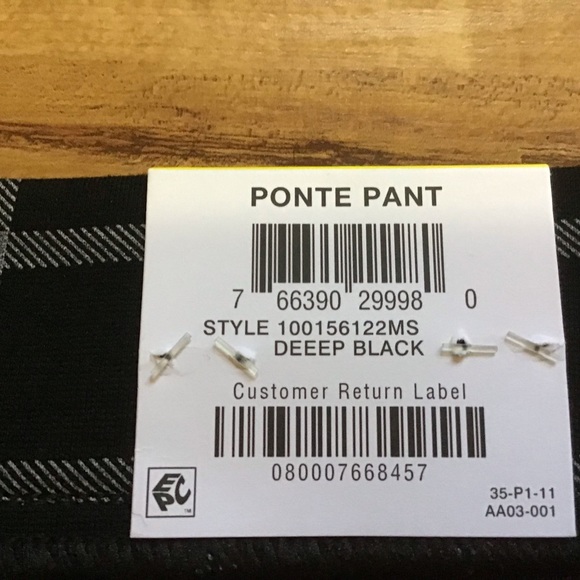 PONTE PANT
7 66390 29998 0
STYLE 100156122MS
DEEEP BLACK
Customer Return Label
080007668457
EPC TM
35-P1-11
AA03-001